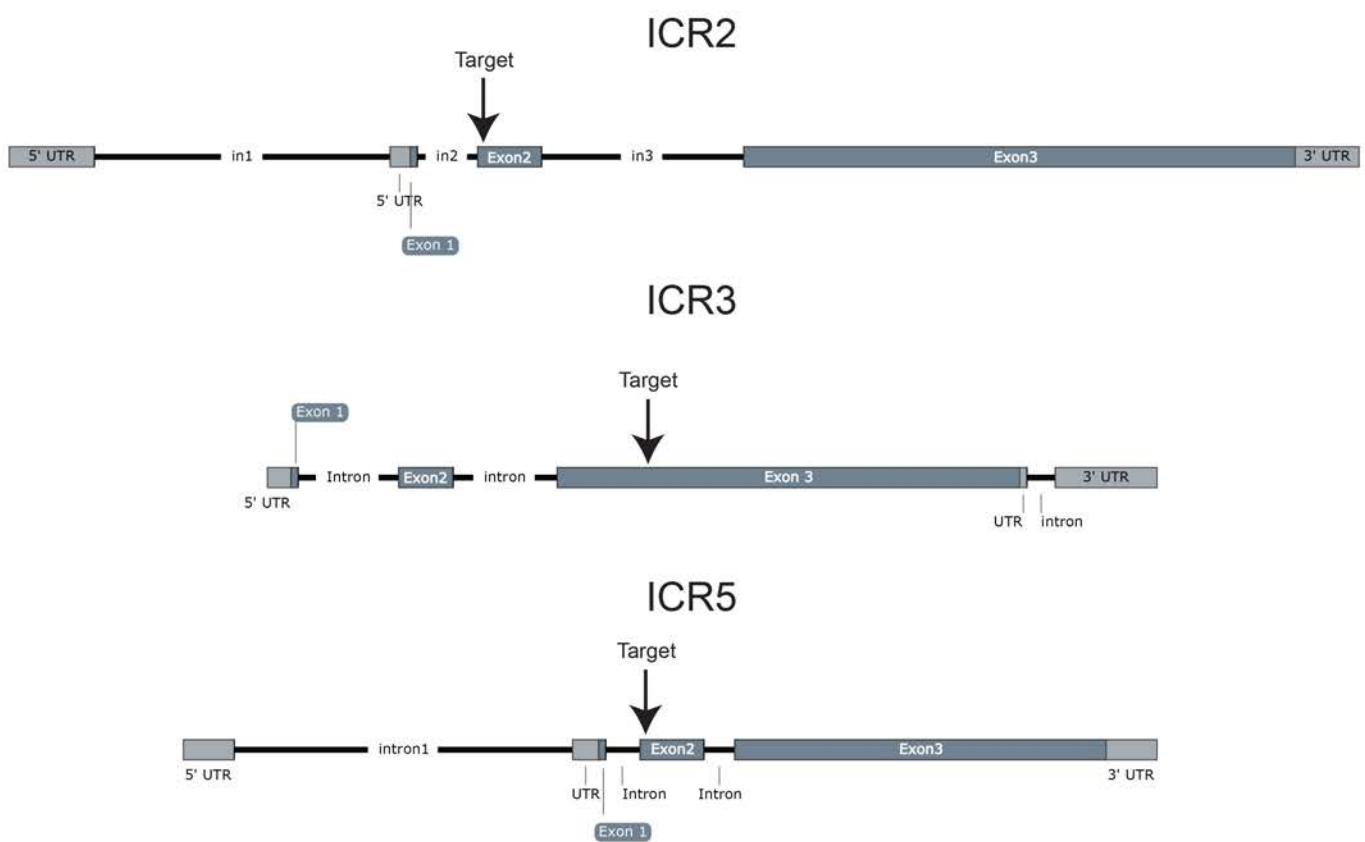 ICR2
Target
5' UTR in1 in2 Exon2 in3 Exon3 3' UTR
5' UTR
Exon 1
ICR3
Target
Exon 1
Intron Exon2 intron Exon 3 3' UTR
5' UTR UTR intron
ICR5
Target
intron1 Exon2 Exon3
5' UTR 3' UTR
UTR Intron Intron
Exon 1